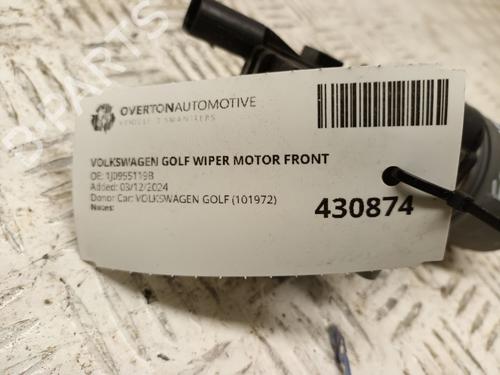 OVERTONAUTOMOTIVE
VEHICLE DISMANTLERS
VOLKSWAGEN GOLF WIPER MOTOR FRONT
OE: 1J0955119B
Added: 03/12/2024
Donor Car: VOLKSWAGEN GOLF (101972)
Notes:
430874
B-PARTS